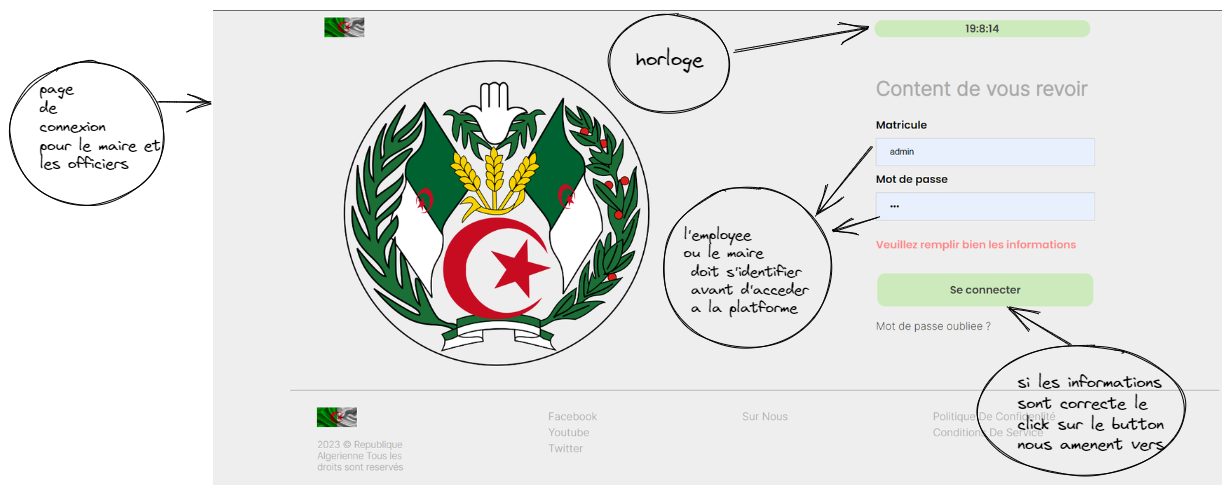 page
de
connexion
pour le maire et
les officiers
horloge
19:8:14
Content de vous revoir
Matricule
admin
Mot de passe
•••
l'employee
ou le maire
doit s'identifier
avant d'acceder
a la platforme
Veuillez remplir bien les informations
Se connecter
Mot de passe oubliee ?
si les informations
sont correcte le
click sur le button
nous amenent vers
2023 © Republique
Algerienne Tous les
droits sont reservés
Facebook
Youtube
Twitter
Sur Nous
Politique De Confidentlité
Conditions De Service